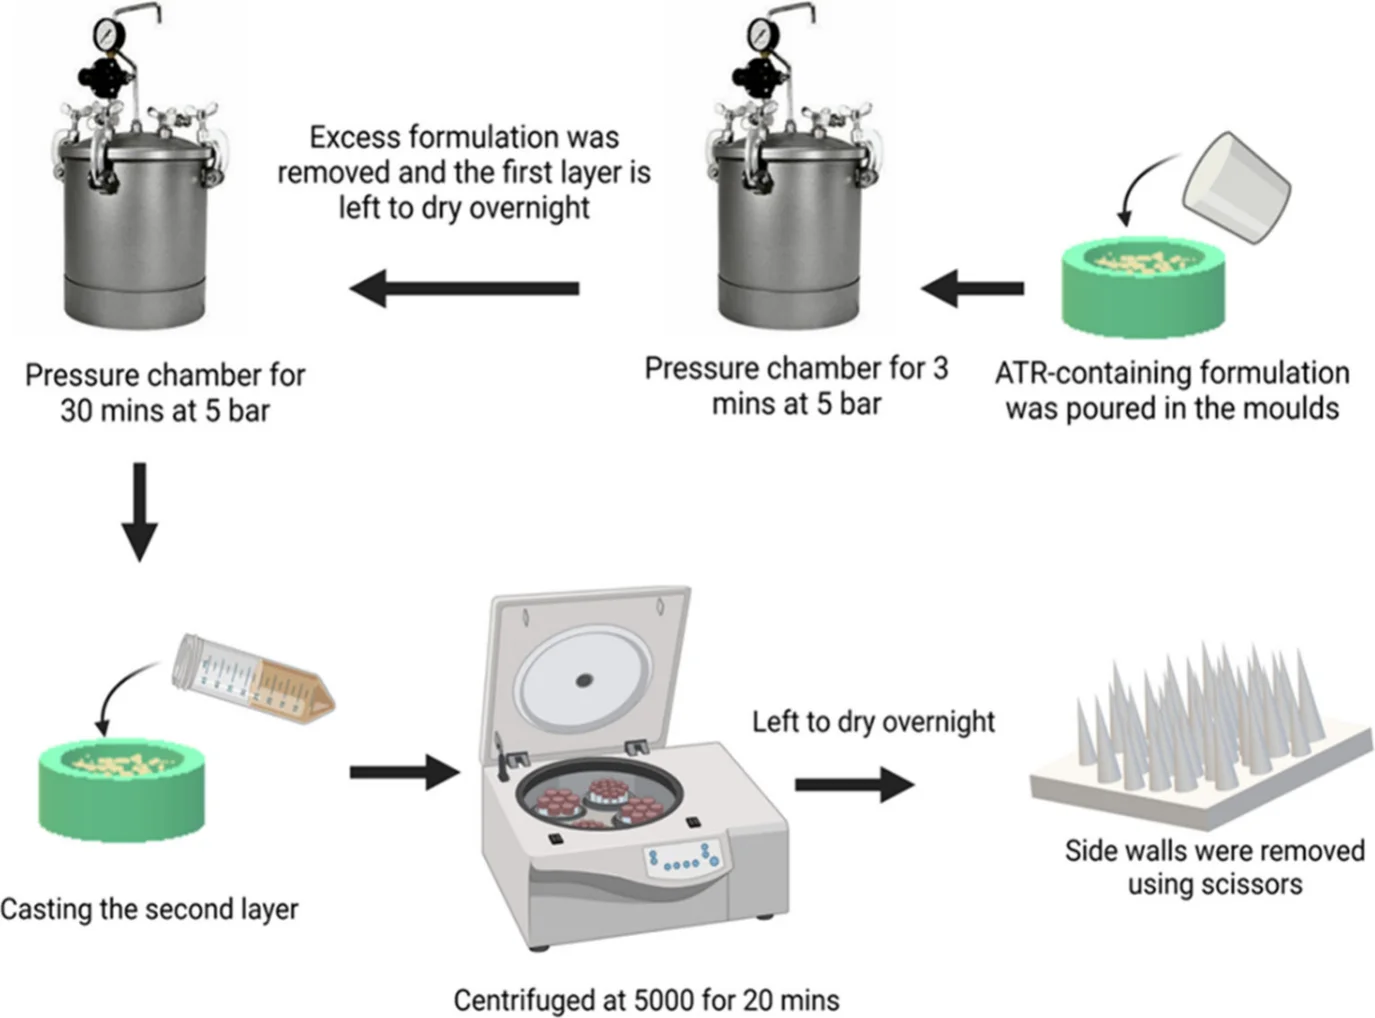 ATR-containing formulation
was poured in the moulds
Pressure chamber for 3
mins at 5 bar
Excess formulation was
removed and the first layer is
left to dry overnight
Pressure chamber for
30 mins at 5 bar
Casting the second layer
Centrifuged at 5000 for 20 mins
Left to dry overnight
Side walls were removed
using scissors